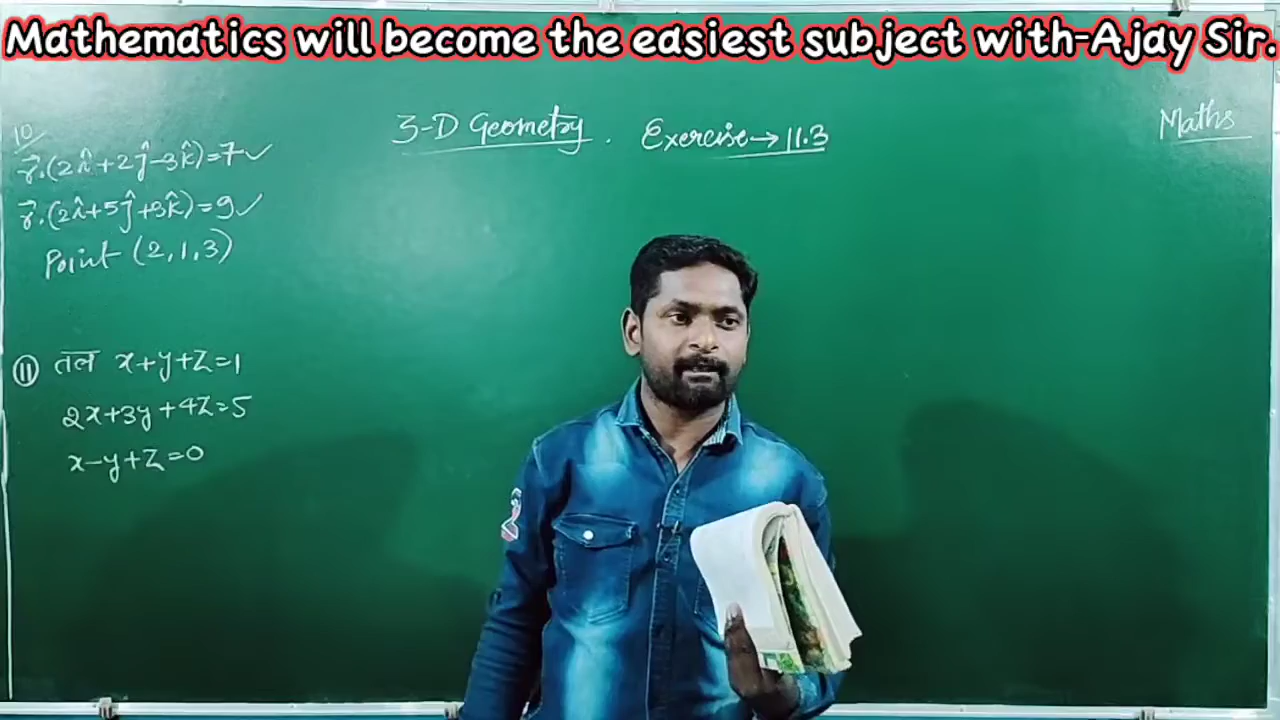 Mathematics will become the easiest subject with-Ajay Sir.
3-D Geometry. Exercise→11.3
Maths
10
r⃗.(2î+2ĵ-3k̂)=7✓
r⃗.(2î+5ĵ+3k̂)=9✓
Point (2,1,3)
⑪ तल x+y+z=1
2x+3y+4z=5
x-y+z=0